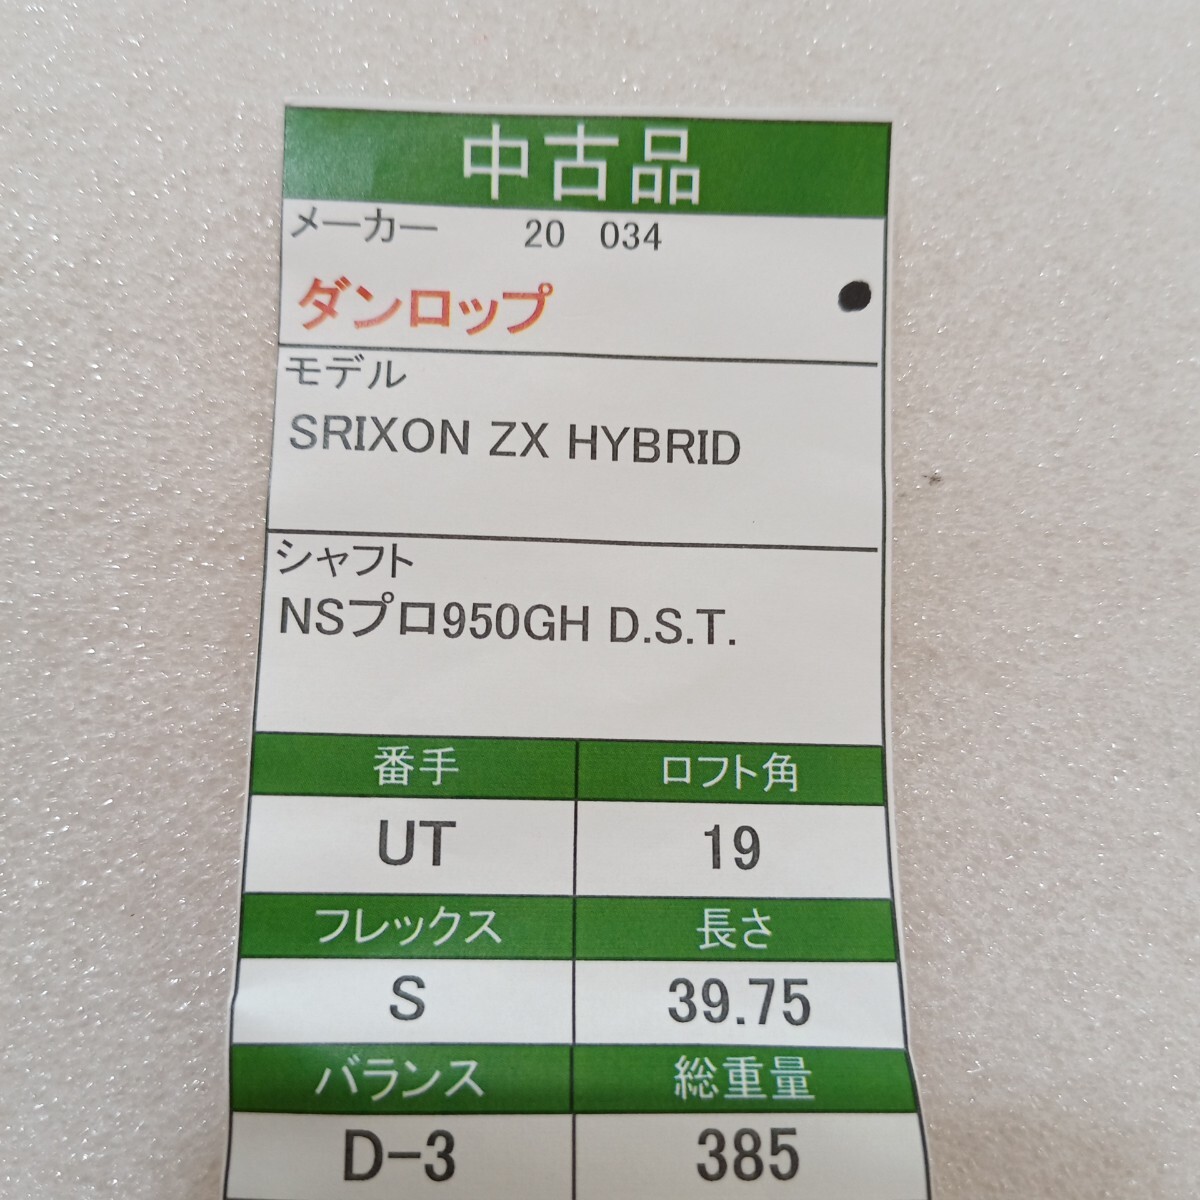 中古品
メーカー 20 034
ダンロップ
モデル
SRIXON ZX HYBRID
シャフト
NSプロ950GH D.S.T.
番手 ロフト角
UT 19
フレックス 長さ
S 39.75
バランス 総重量
D-3 385